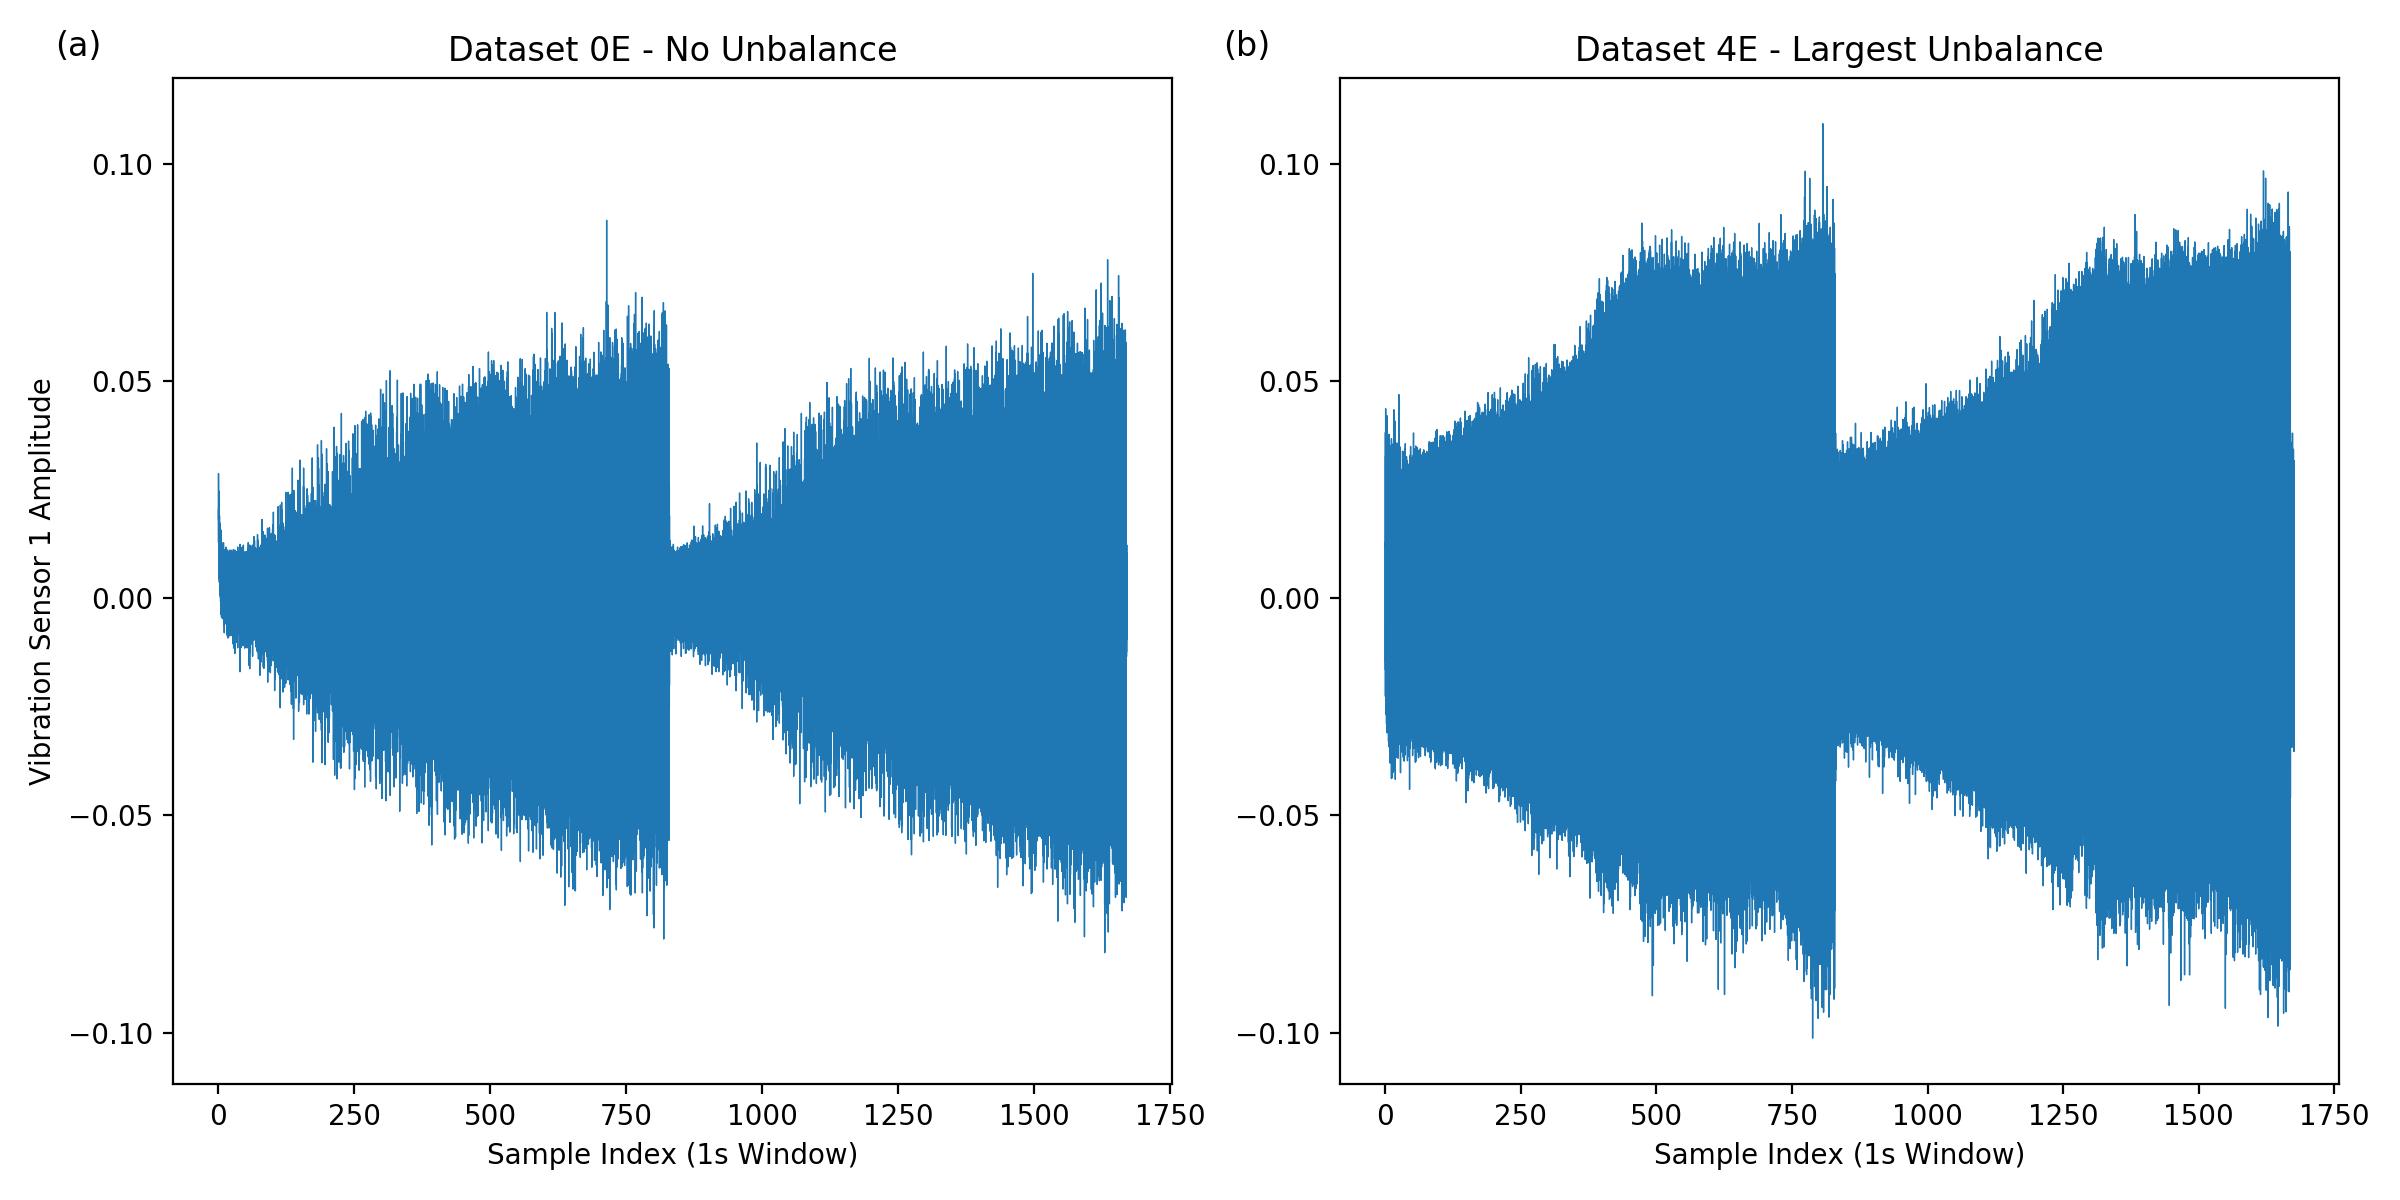 (a)
Dataset 0E - No Unbalance
Vibration Sensor 1 Amplitude
0.10
0.05
0.00
−0.05
−0.10
0 250 500 750 1000 1250 1500 1750
Sample Index (1s Window)
(b)
Dataset 4E - Largest Unbalance
0.10
0.05
0.00
−0.05
−0.10
0 250 500 750 1000 1250 1500 1750
Sample Index (1s Window)